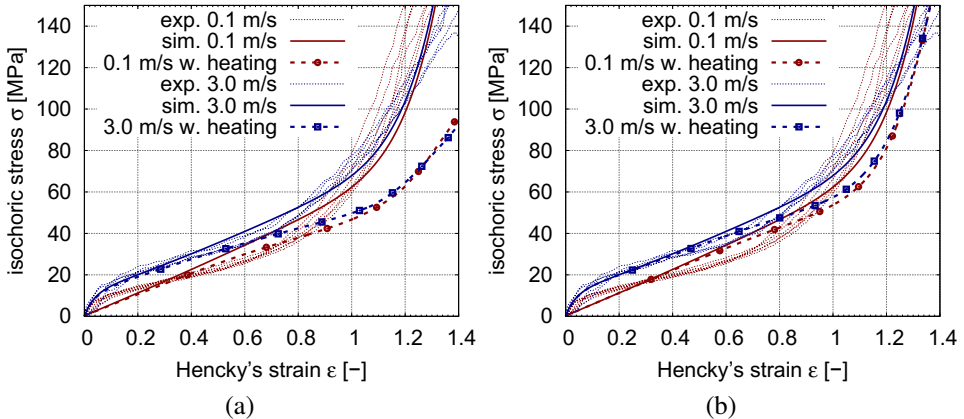 isochoric stress σ [MPa]
140
120
100
80
60
40
20
0
exp. 0.1 m/s
sim. 0.1 m/s
0.1 m/s w. heating
exp. 3.0 m/s
sim. 3.0 m/s
3.0 m/s w. heating
0 0.2 0.4 0.6 0.8 1 1.2 1.4
Hencky's strain ε [−]
(a)
isochoric stress σ [MPa]
140
120
100
80
60
40
20
0
exp. 0.1 m/s
sim. 0.1 m/s
0.1 m/s w. heating
exp. 3.0 m/s
sim. 3.0 m/s
3.0 m/s w. heating
0 0.2 0.4 0.6 0.8 1 1.2 1.4
Hencky's strain ε [−]
(b)